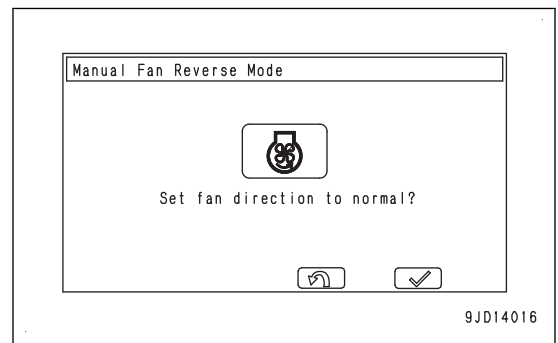 Manual Fan Reverse Mode
Set fan direction to normal?
9JD14016